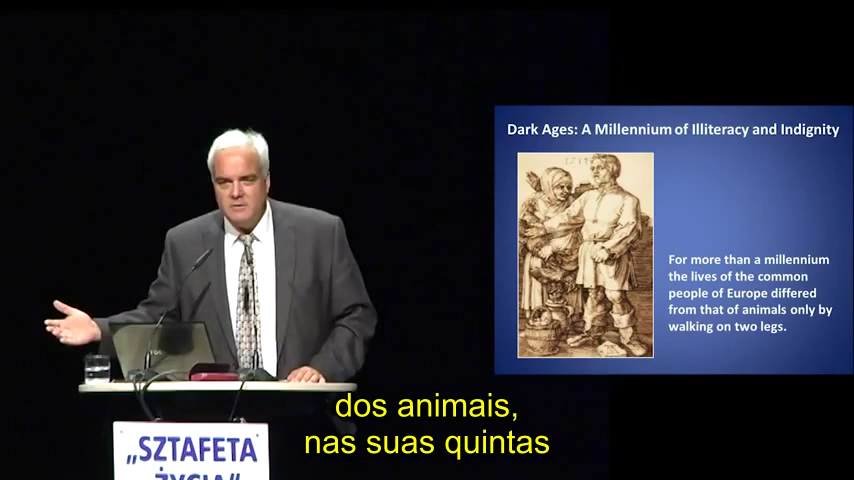 Dark Ages: A Millennium of Illiteracy and Indignity
For more than a millennium
the lives of the common
people of Europe differed
from that of animals only by
walking on two legs.
dos animais,
nas suas quintas
„SZTAFETA
ŻYCIA”